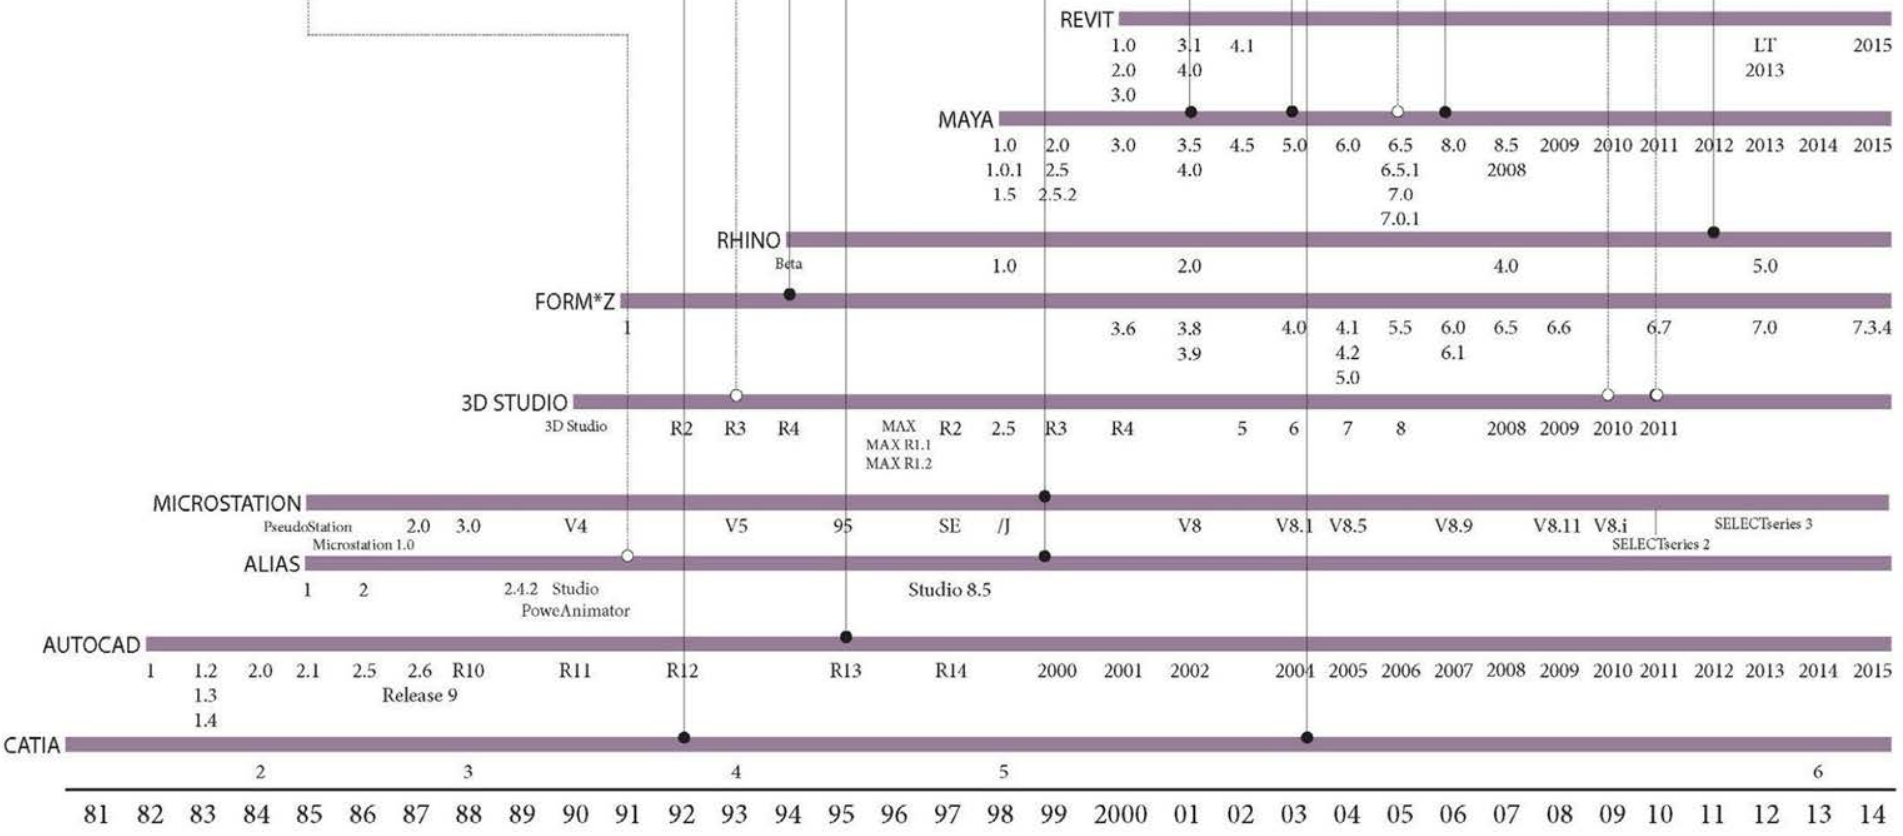 REVIT
1.0 3.1 4.1 LT 2015
2.0 4.0 2013
3.0
MAYA
1.0 2.0 3.0 3.5 4.5 5.0 6.0 6.5 8.0 8.5 2009 2010 2011 2012 2013 2014 2015
1.0.1 2.5 4.0 6.5.1 2008
1.5 2.5.2 7.0
7.0.1
RHINO
Beta 1.0 2.0 4.0 5.0
FORM*Z
1 3.6 3.8 4.0 4.1 5.5 6.0 6.5 6.6 6.7 7.0 7.3.4
3.9 4.2 6.1
5.0
3D STUDIO
3D Studio R2 R3 R4 MAX R2 2.5 R3 R4 5 6 7 8 2008 2009 2010 2011
MAX R1.1
MAX R1.2
MICROSTATION
PseudoStation 2.0 3.0 V4 V5 95 SE /J V8 V8.1 V8.5 V8.9 V8.11 V8.i SELECTseries 3
Microstation 1.0 SELECTseries 2
ALIAS
1 2 2.4.2 Studio Studio 8.5
PoweAnimator
AUTOCAD
1 1.2 2.0 2.1 2.5 2.6 R10 R11 R12 R13 R14 2000 2001 2002 2004 2005 2006 2007 2008 2009 2010 2011 2012 2013 2014 2015
1.3 Release 9
1.4
CATIA
2 3 4 5 6
81 82 83 84 85 86 87 88 89 90 91 92 93 94 95 96 97 98 99 2000 01 02 03 04 05 06 07 08 09 10 11 12 13 14